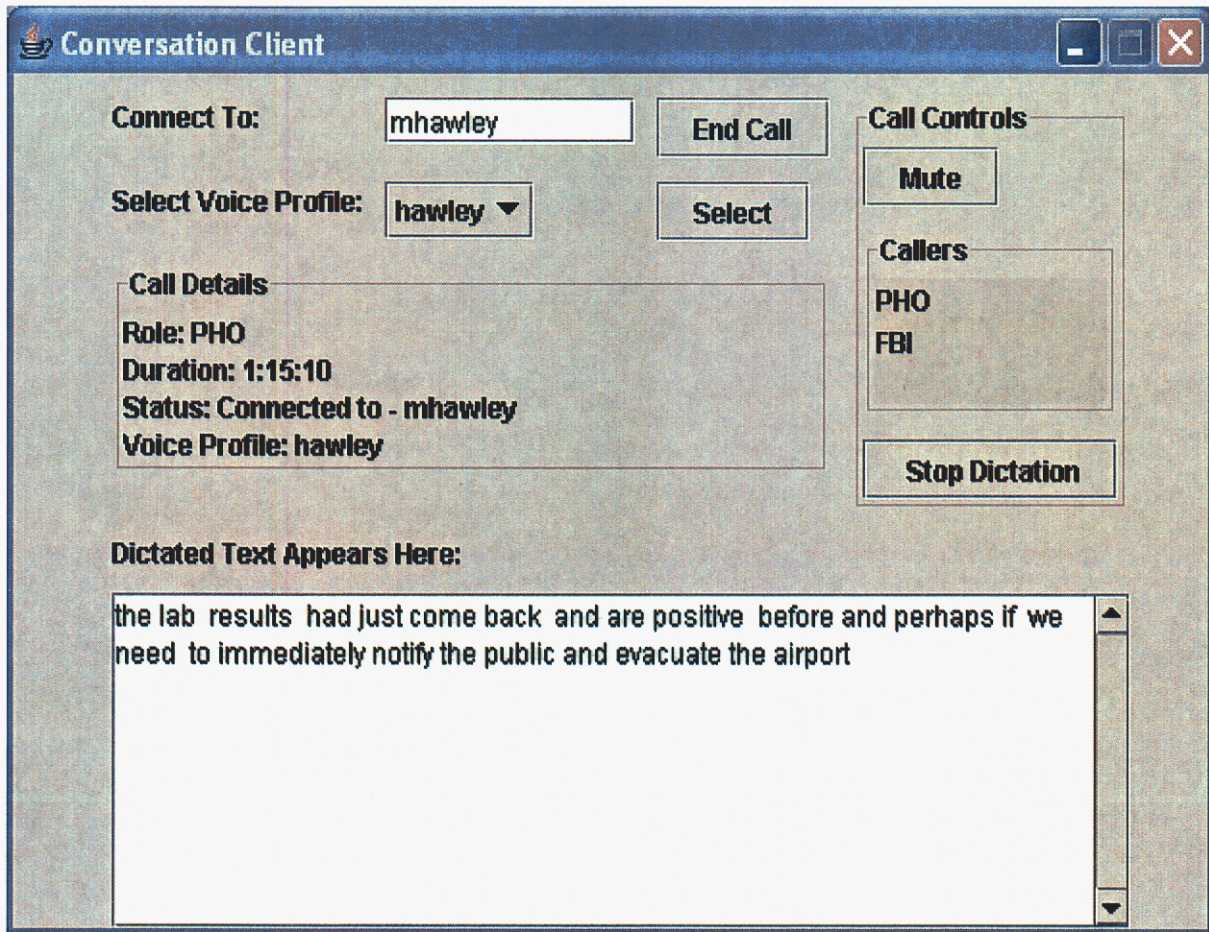 Conversation Client
Connect To: mhawley End Call
Select Voice Profile: hawley Select
Call Details
Role: PHO
Duration: 1:15:10
Status: Connected to - mhawley
Voice Profile: hawley
Call Controls
Mute
Callers
PHO
FBI
Stop Dictation
Dictated Text Appears Here:
the lab results had just come back and are positive before and perhaps if we
need to immediately notify the public and evacuate the airport